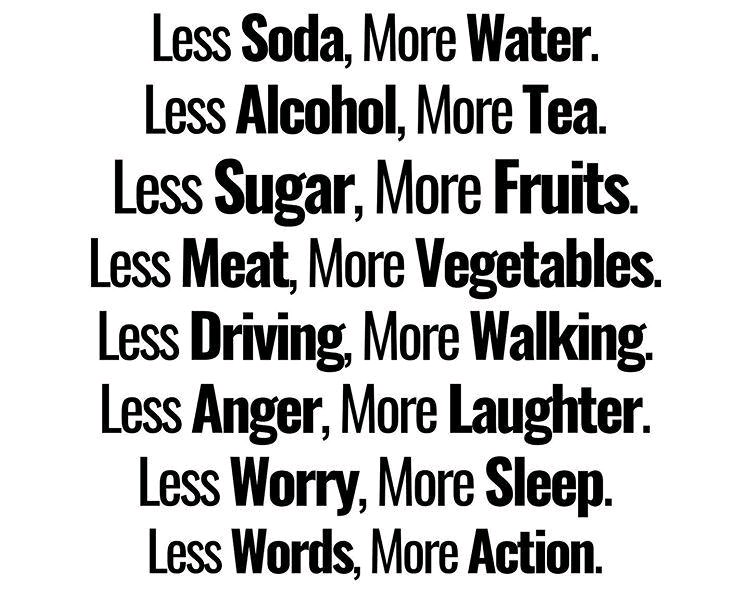 Less Soda, More Water.
Less Alcohol, More Tea.
Less Sugar, More Fruits.
Less Meat, More Vegetables.
Less Driving, More Walking.
Less Anger, More Laughter.
Less Worry, More Sleep.
Less Words, More Action.